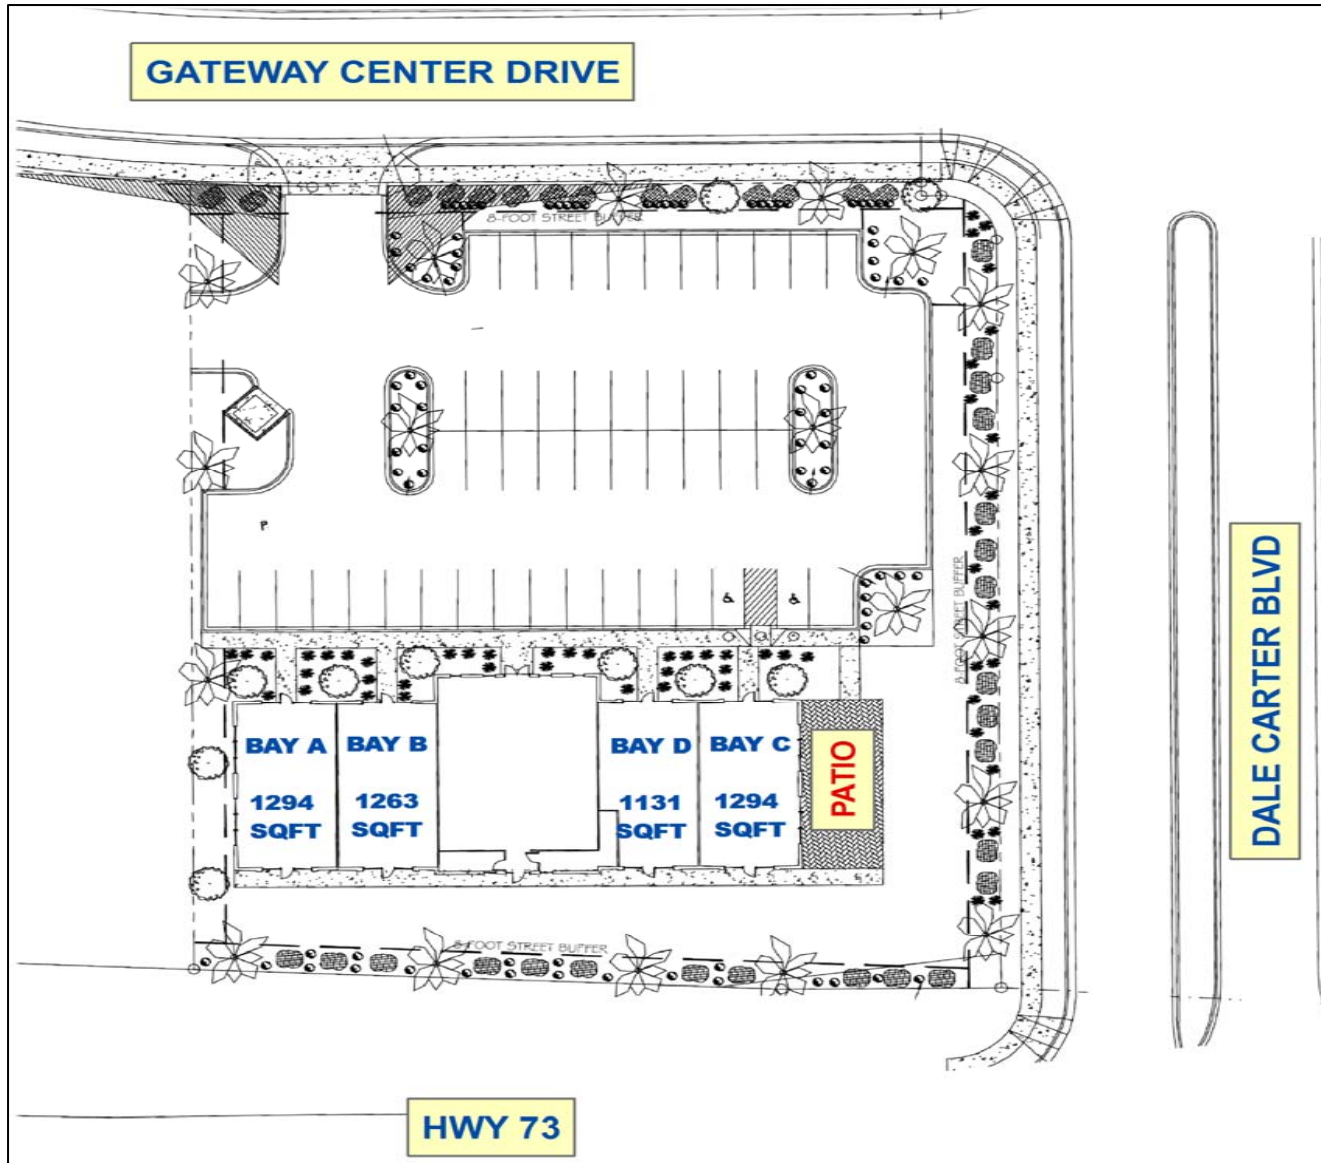 GATEWAY CENTER DRIVE
8-FOOT STREET BUFFER
P
8-FOOT STREET BUFFER
DALE CARTER BLVD
BAY A
1294
SQFT
BAY B
1263
SQFT
BAY D
1131
SQFT
BAY C
1294
SQFT
PATIO
8-FOOT STREET BUFFER
HWY 73